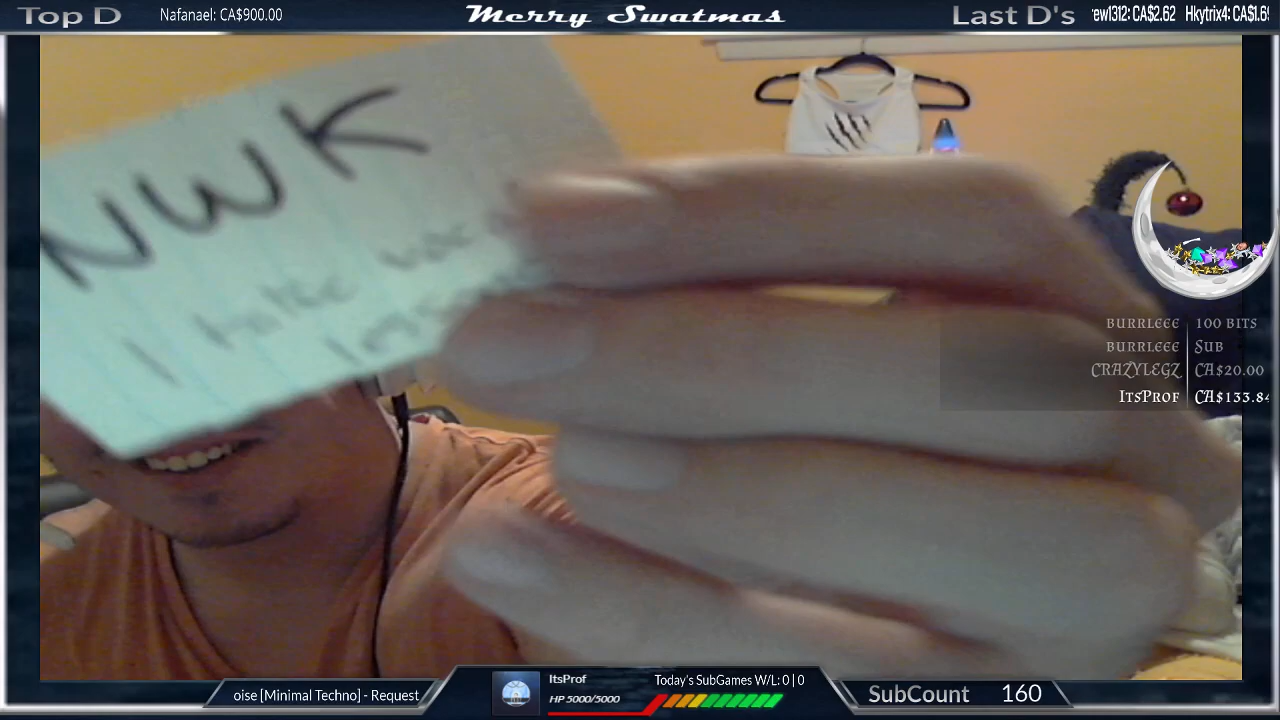 Top D
Nafanael: CA$900.00
Merry Swatmas
Last D's
ew1312: CA$2.62 Hkytrix4: CA$1.6
NWK
I hate
BURRLEEE 100 BITS
BURRLEEE SUB
CRAZYLEGZ CA$20.00
ITSPROF CA$133.84
oise [Minimal Techno] - Request
ItsProf
HP 5000/5000
Today's SubGames W/L: 0 | 0
SubCount 160